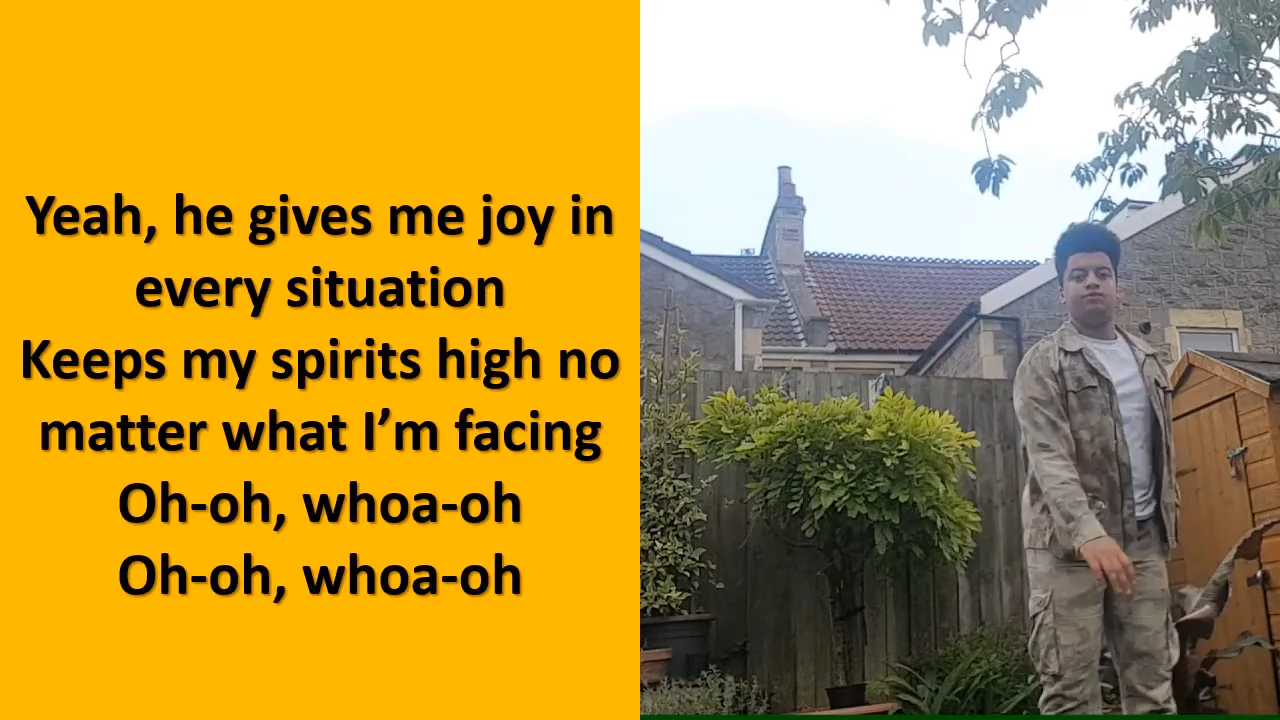 Yeah, he gives me joy in
every situation
Keeps my spirits high no
matter what I’m facing
Oh-oh, whoa-oh
Oh-oh, whoa-oh